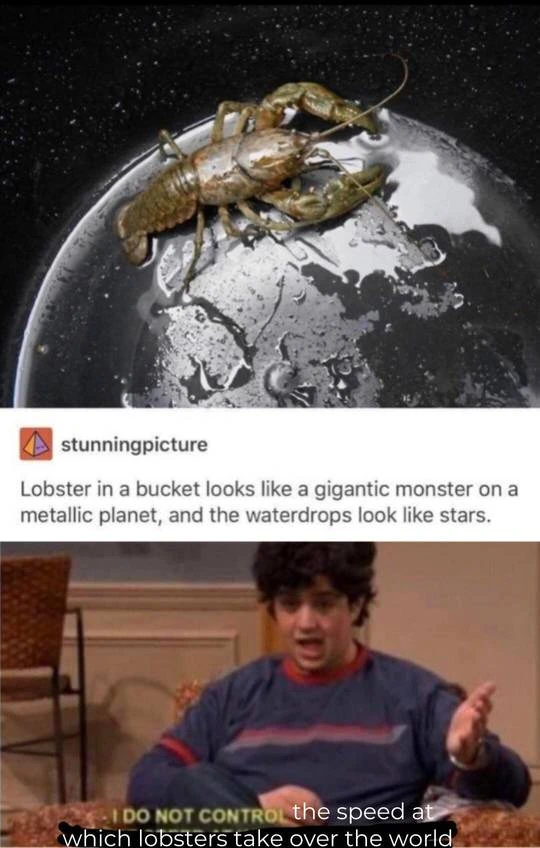 stunningpicture
Lobster in a bucket looks like a gigantic monster on a
metallic planet, and the waterdrops look like stars.
I DO NOT CONTROL the speed at
which lobsters take over the world